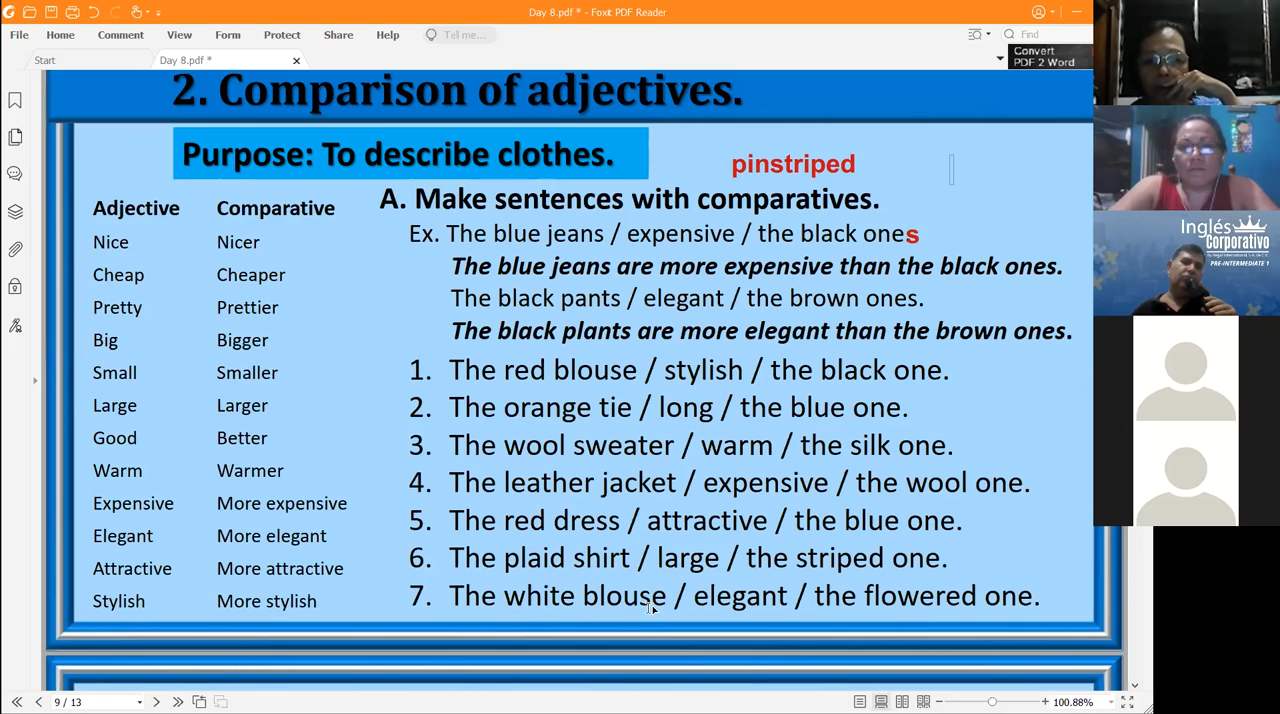 Day 8.pdf * - Foxit PDF Reader
File Home Comment View Form Protect Share Help Tell me... Find
Start Day 8.pdf * Convert
PDF 2 Word
2. Comparison of adjectives.
Purpose: To describe clothes.
pinstriped
Adjective Comparative
Nice Nicer
Cheap Cheaper
Pretty Prettier
Big Bigger
Small Smaller
Large Larger
Good Better
Warm Warmer
Expensive More expensive
Elegant More elegant
Attractive More attractive
Stylish More stylish
A. Make sentences with comparatives.
Ex. The blue jeans / expensive / the black ones
The blue jeans are more expensive than the black ones.
The black pants / elegant / the brown ones.
The black plants are more elegant than the brown ones.
1. The red blouse / stylish / the black one.
2. The orange tie / long / the blue one.
3. The wool sweater / warm / the silk one.
4. The leather jacket / expensive / the wool one.
5. The red dress / attractive / the blue one.
6. The plaid shirt / large / the striped one.
7. The white blouse / elegant / the flowered one.
Inglés
Corporativo
PRE-INTERMEDIATE 1
9 / 13
100.88%